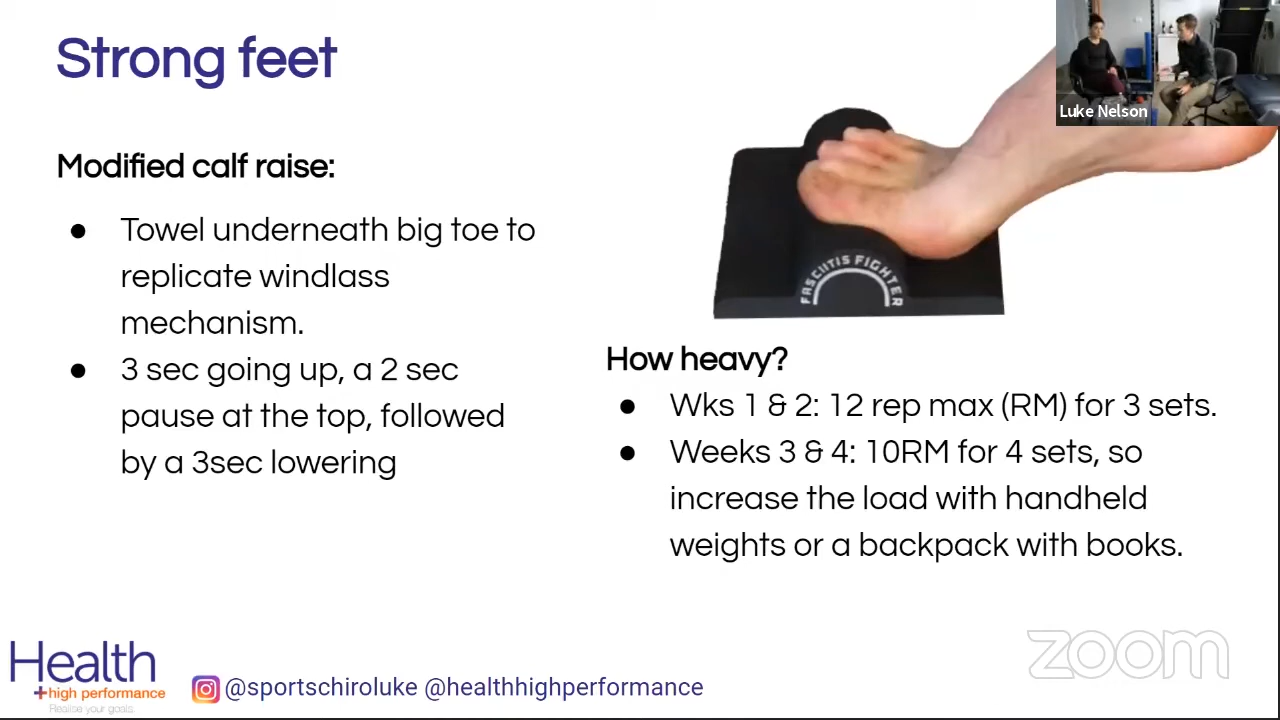 Strong feet
Luke Nelson
Modified calf raise:
● Towel underneath big toe to
replicate windlass
mechanism.
● 3 sec going up, a 2 sec
pause at the top, followed
by a 3sec lowering
FASCIITIS FIGHTER
How heavy?
● Wks 1 & 2: 12 rep max (RM) for 3 sets.
● Weeks 3 & 4: 10RM for 4 sets, so
increase the load with handheld
weights or a backpack with books.
Health
+high performance
Realise your goals.
@sportschiroluke @healthhighperformance
zoom